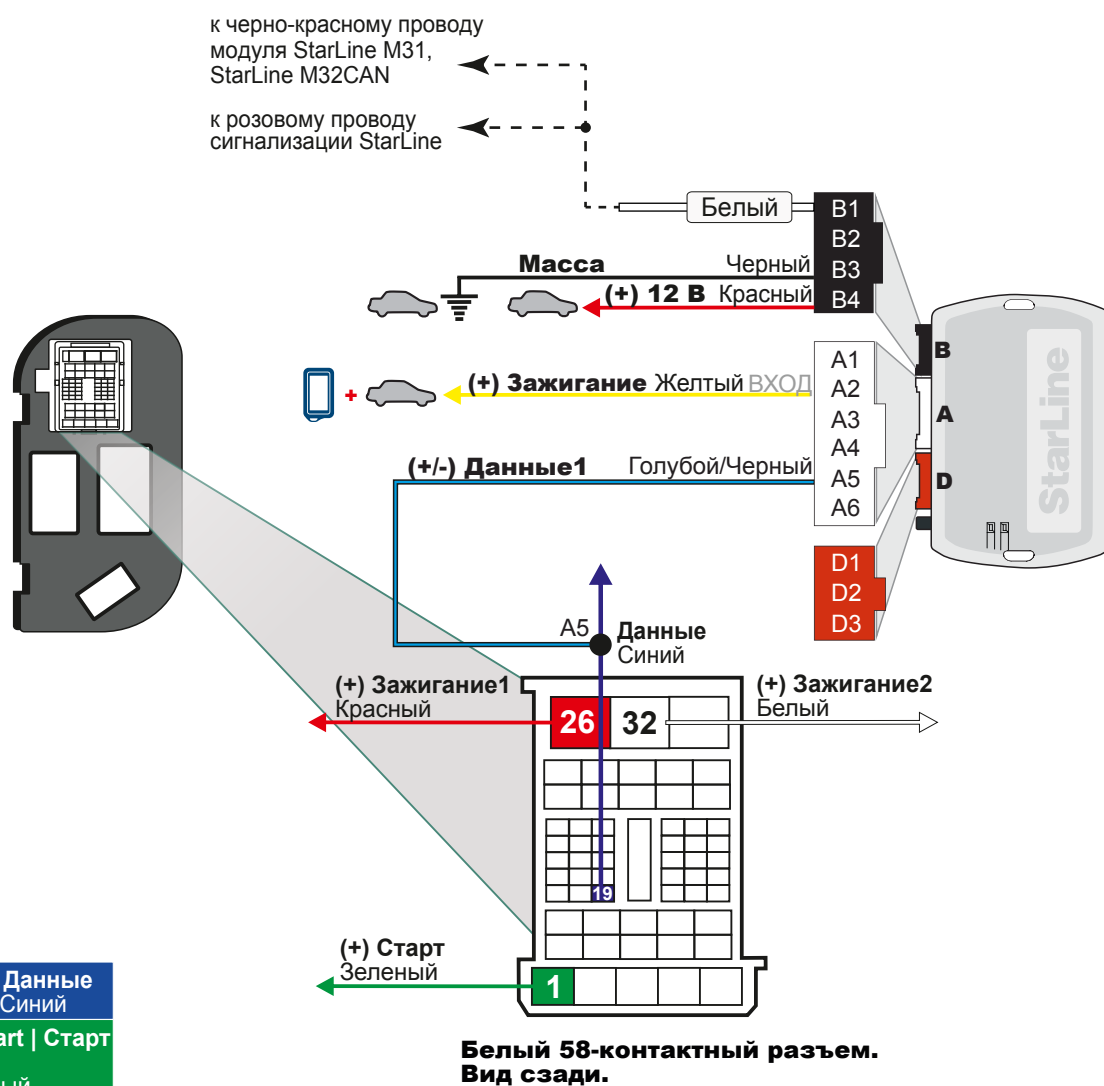 к черно-красному проводу
модуля StarLine M31,
StarLine M32CAN
к розовому проводу
сигнализации StarLine
Белый
B1
B2
Масса
Черный
B3
(+) 12 В Красный
B4
B
A1
(+) Зажигание Желтый ВХОД
A2
A3
A
A4
(+/-) Данные1
Голубой/Черный
A5
A6
D
StarLine
D1
D2
D3
A5
Данные
Синий
(+) Зажигание1
Красный
26
32
(+) Зажигание2
Белый
19
(+) Старт
Зеленый
1
Данные
Синий
art | Старт
Белый 58-контактный разъем.
Вид сзади.